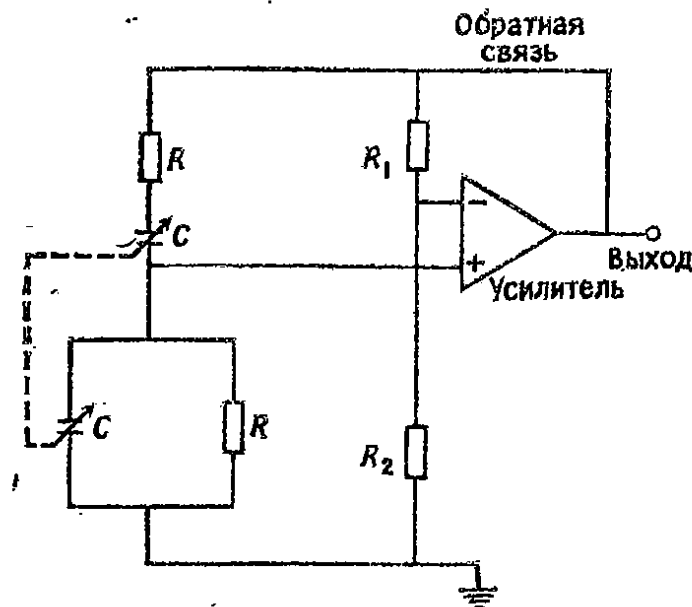 Обратная
связь
R
R₁
C
−
+
Выход
Усилитель
C
R
R₂